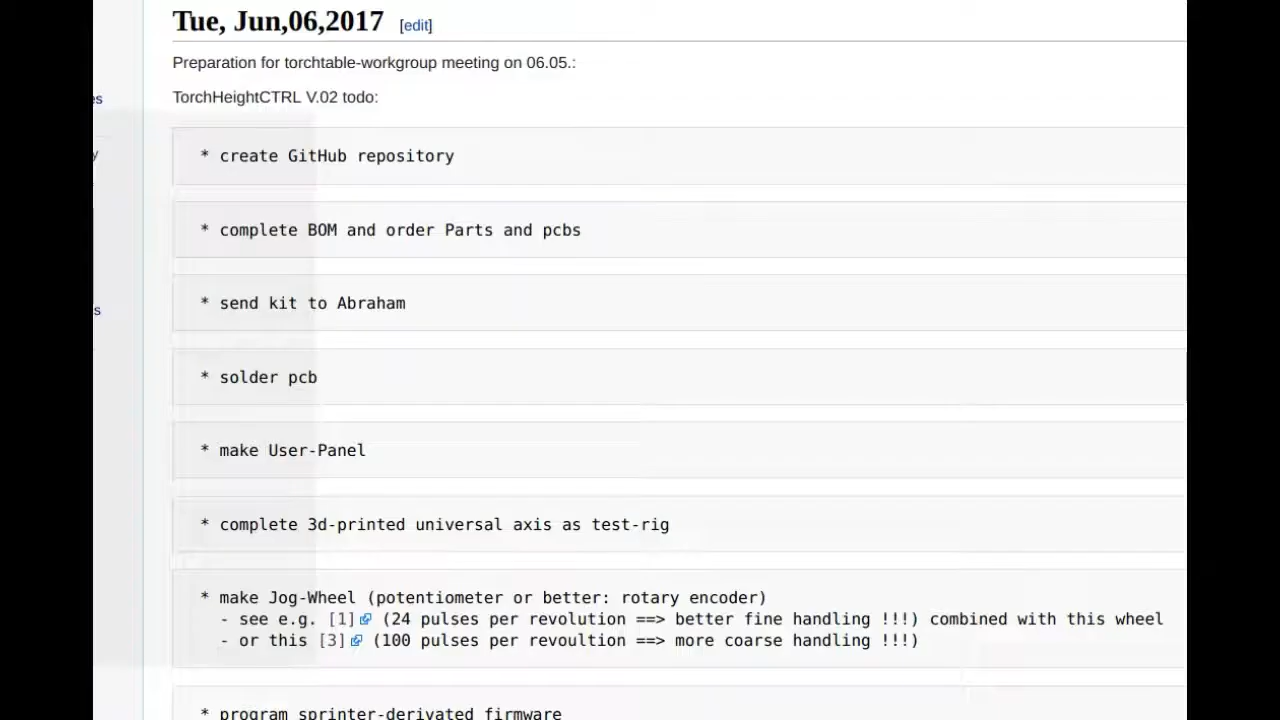 Tue, Jun,06,2017 [edit]
Preparation for torchtable-workgroup meeting on 06.05.:
es
TorchHeightCTRL V.02 todo:
y
* create GitHub repository
* complete BOM and order Parts and pcbs
* send kit to Abraham
s
* solder pcb
* make User-Panel
* complete 3d-printed universal axis as test-rig
* make Jog-Wheel (potentiometer or better: rotary encoder)
- see e.g. [1] (24 pulses per revolution ==> better fine handling !!!) combined with this wheel
- or this [3] (100 pulses per revoultion ==> more coarse handling !!!)
* program sprinter-derivated firmware